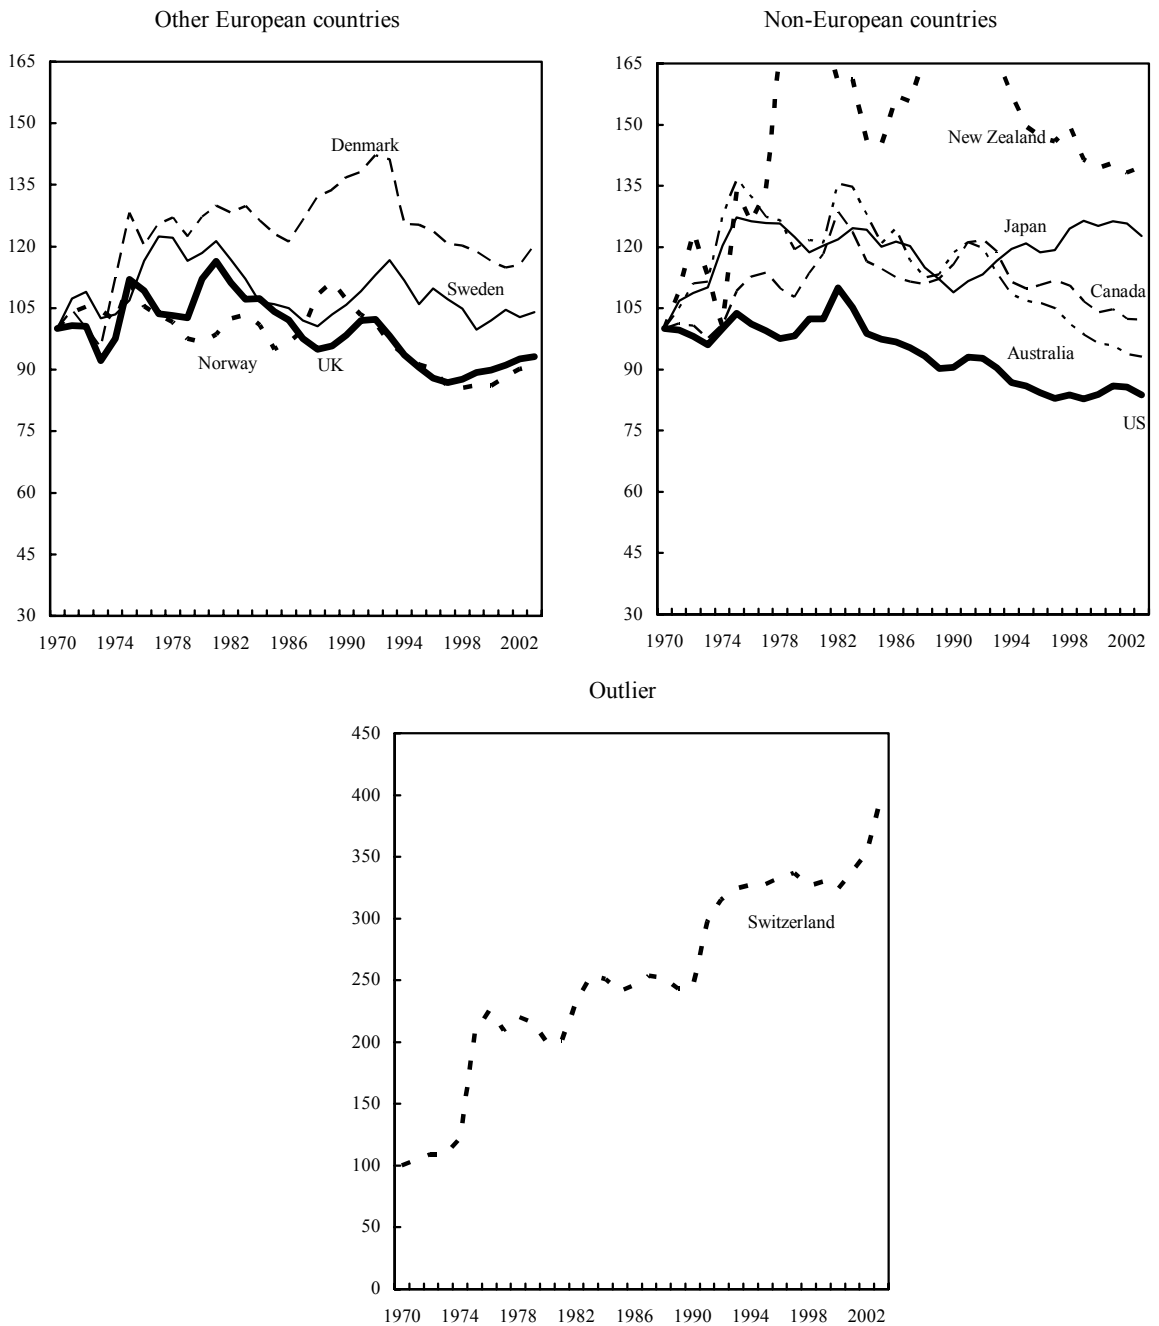 Other European countries
165
150
135
120
105
90
75
60
45
30
Denmark
Sweden
Norway
UK
1970 1974 1978 1982 1986 1990 1994 1998 2002
Non-European countries
165
150
135
120
105
90
75
60
45
30
New Zealand
Japan
Canada
Australia
US
1970 1974 1978 1982 1986 1990 1994 1998 2002
Outlier
450
400
350
300
250
200
150
100
50
0
Switzerland
1970 1974 1978 1982 1986 1990 1994 1998 2002